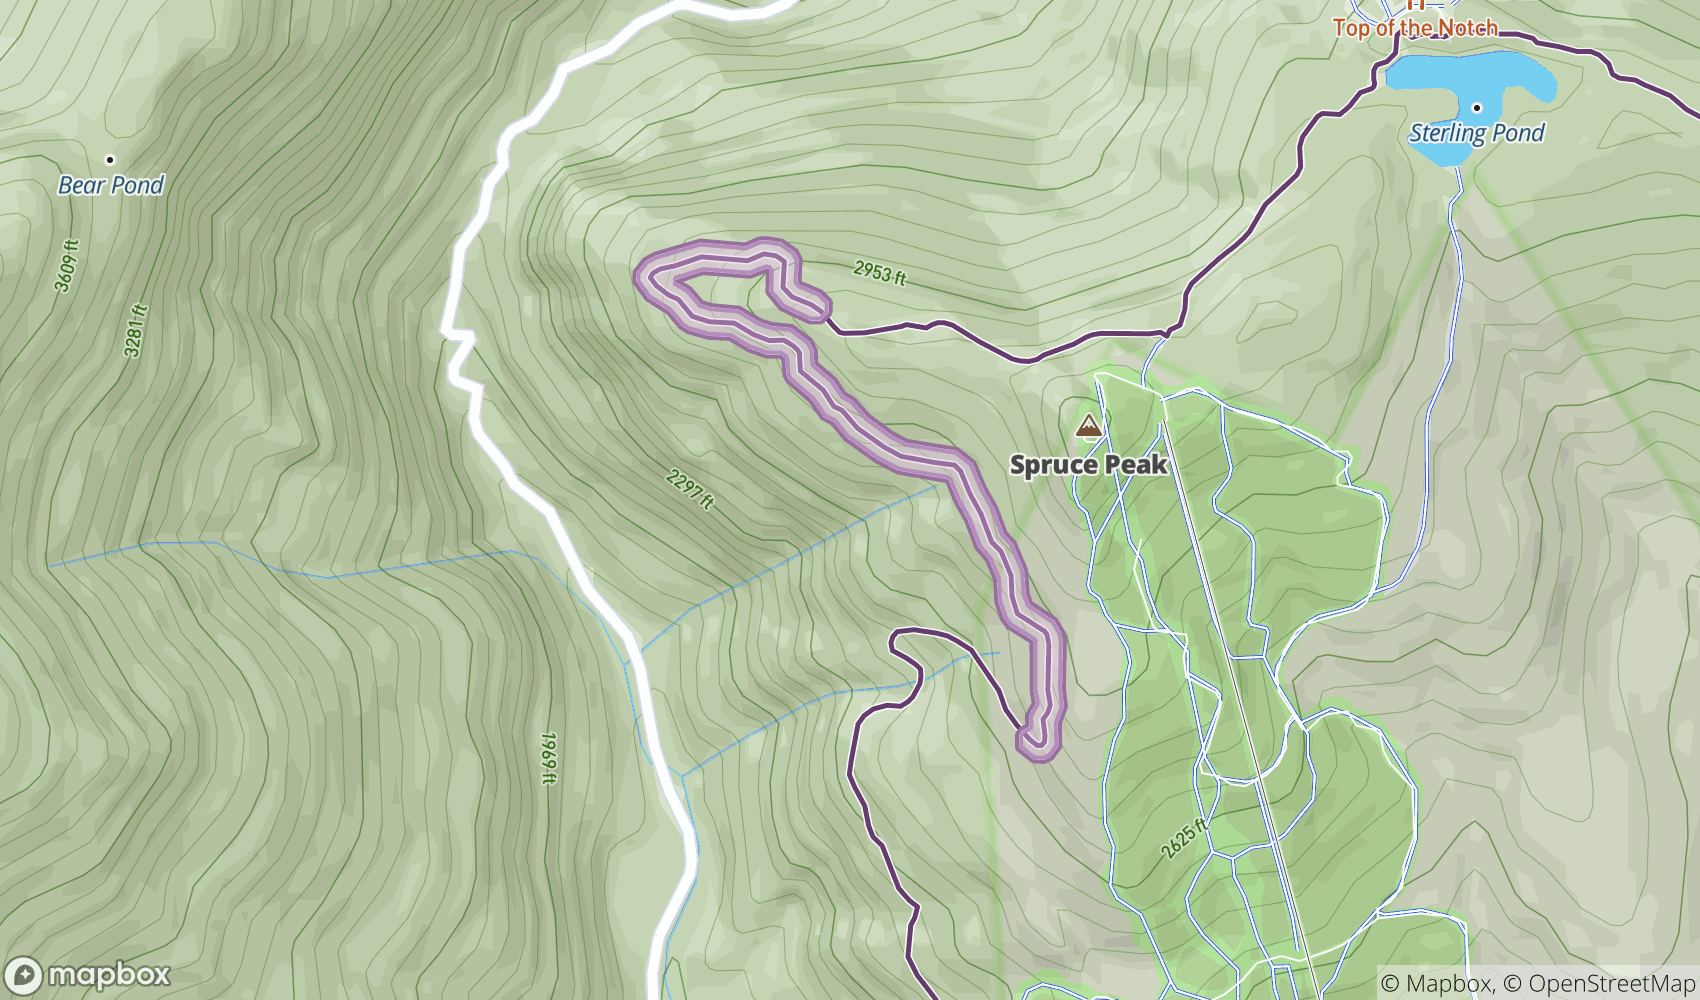 Top of the Notch
Sterling Pond
Bear Pond
3609 ft
2953 ft
3281 ft
Spruce Peak
2297 ft
1969 ft
2625 ft
mapbox
© Mapbox, © OpenStreetMap